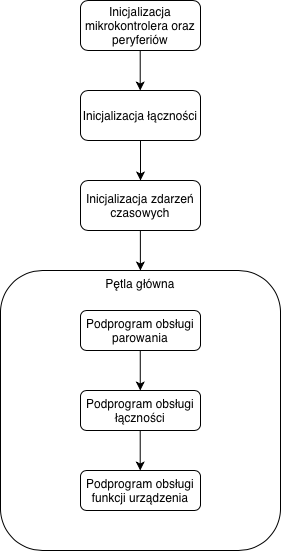 Inicjalizacja
mikrokontrolera oraz
peryferiów
Inicjalizacja łączności
Inicjalizacja zdarzeń
czasowych
Pętla główna
Podprogram obsługi
parowania
Podprogram obsługi
łączności
Podprogram obsługi
funkcji urządzenia